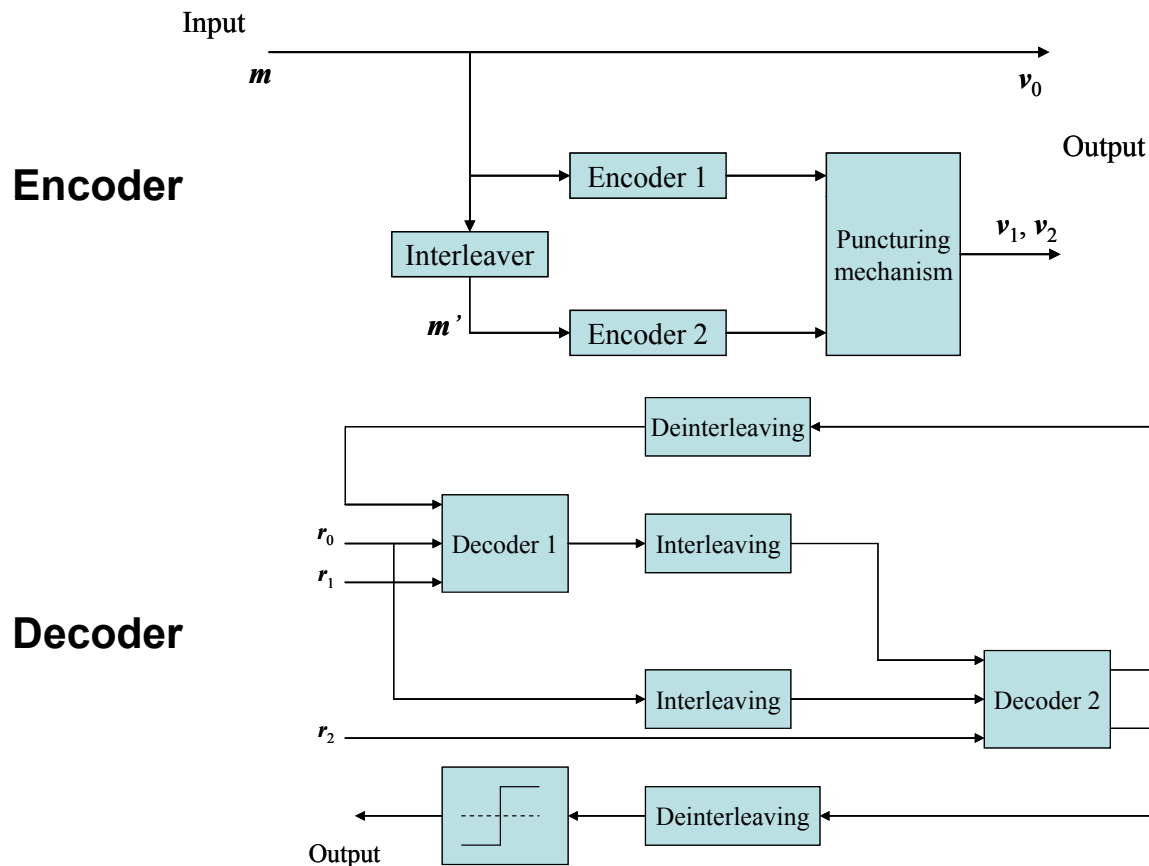 Input
m
v0
Output
Encoder
Encoder 1
Interleaver
Puncturing
mechanism
v1, v2
m’
Encoder 2
Deinterleaving
r0
Decoder 1
Interleaving
r1
Decoder
Interleaving
Decoder 2
r2
Deinterleaving
Output